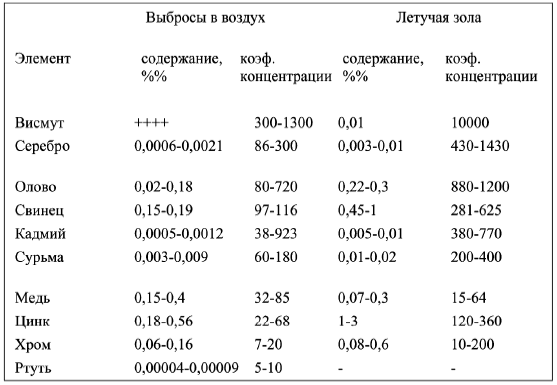 Выбросы в воздух Летучая зола
Элемент содержание, коэф. содержание, коэф.
%% концентрации %% концентрации
Висмут ++++ 300-1300 0,01 10000
Серебро 0,0006-0,0021 86-300 0,003-0,01 430-1430
Олово 0,02-0,18 80-720 0,22-0,3 880-1200
Свинец 0,15-0,19 97-116 0,45-1 281-625
Кадмий 0,0005-0,0012 38-923 0,005-0,01 380-770
Сурьма 0,003-0,009 60-180 0,01-0,02 200-400
Медь 0,15-0,4 32-85 0,07-0,3 15-64
Цинк 0,18-0,56 22-68 1-3 120-360
Хром 0,06-0,16 7-20 0,08-0,6 10-200
Ртуть 0,00004-0,00009 5-10 - -